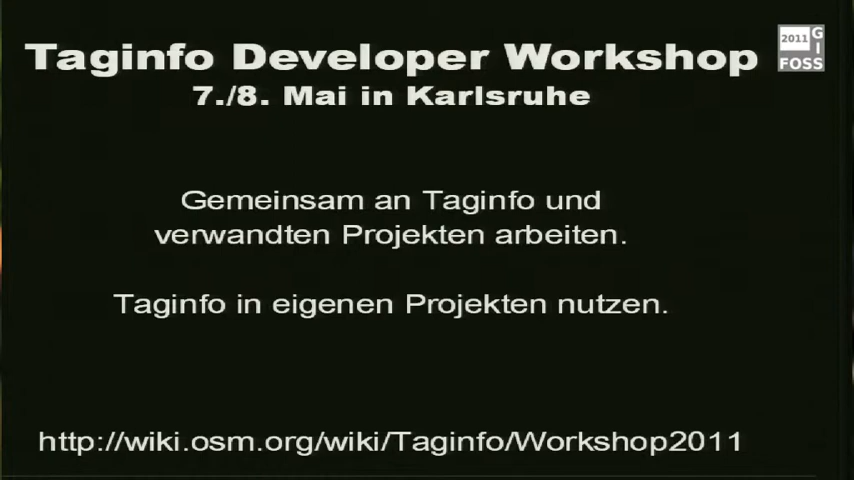 Taginfo Developer Workshop
7./8. Mai in Karlsruhe
2011 GI
FOSS
Gemeinsam an Taginfo und
verwandten Projekten arbeiten.
Taginfo in eigenen Projekten nutzen.
http://wiki.osm.org/wiki/Taginfo/Workshop2011